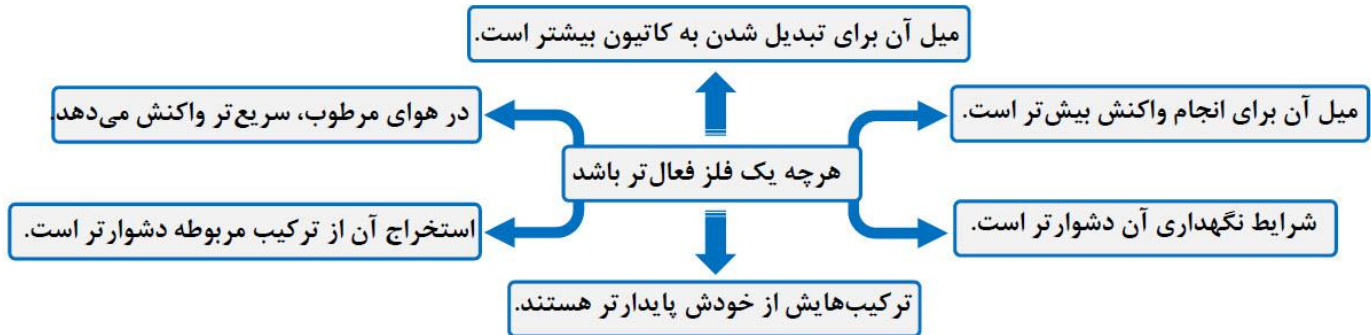 میل آن برای تبدیل شدن به کاتیون بیشتر است.
میل آن برای انجام واکنش بیش‌تر است.
در هوای مرطوب، سریع‌تر واکنش می‌دهد.
هرچه یک فلز فعال‌تر باشد
شرایط نگهداری آن دشوارتر است.
استخراج آن از ترکیب مربوطه دشوارتر است.
ترکیب‌هایش از خودش پایدارتر هستند.